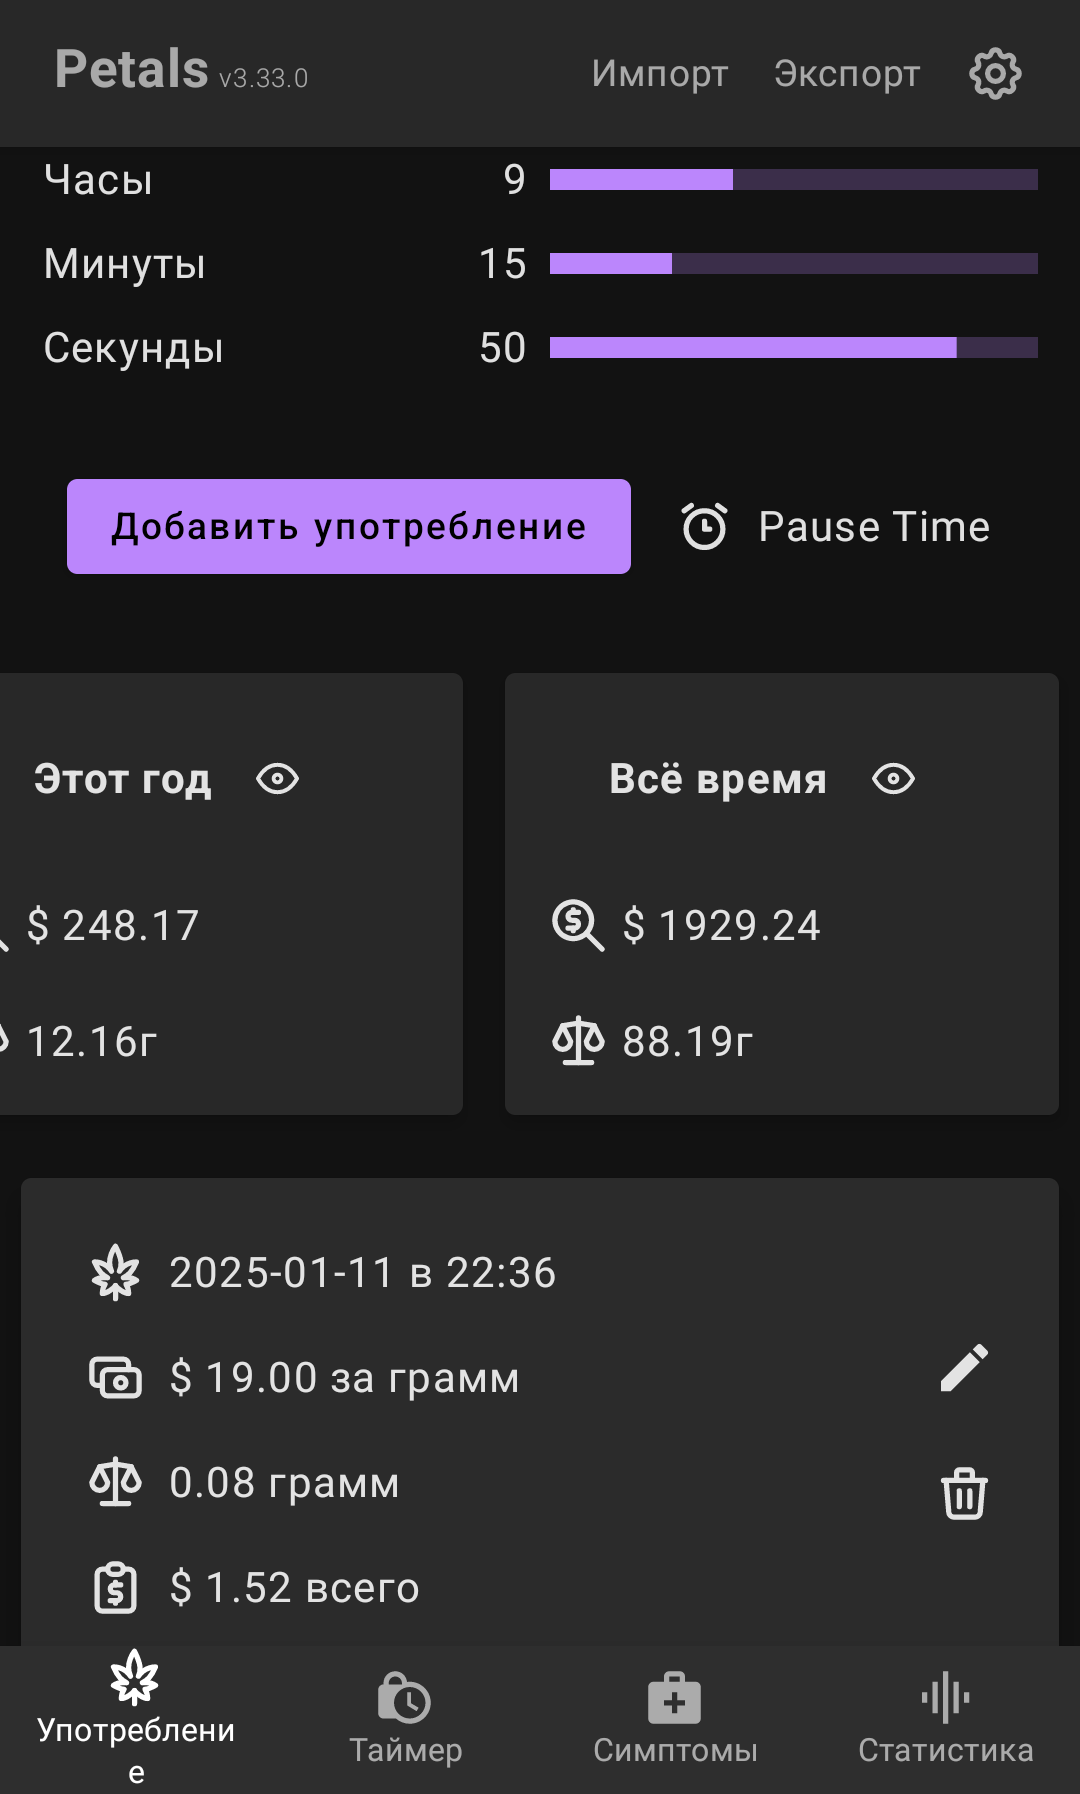 Petals v3.33.0 Импорт Экспорт
Часы 9
Минуты 15
Секунды 50
Добавить употребление Pause Time
Этот год Всё время
$ 248.17 $ 1929.24
12.16г 88.19г
2025-01-11 в 22:36
$ 19.00 за грамм
0.08 грамм
$ 1.52 всего
Употреблени
е
Таймер Симптомы Статистика